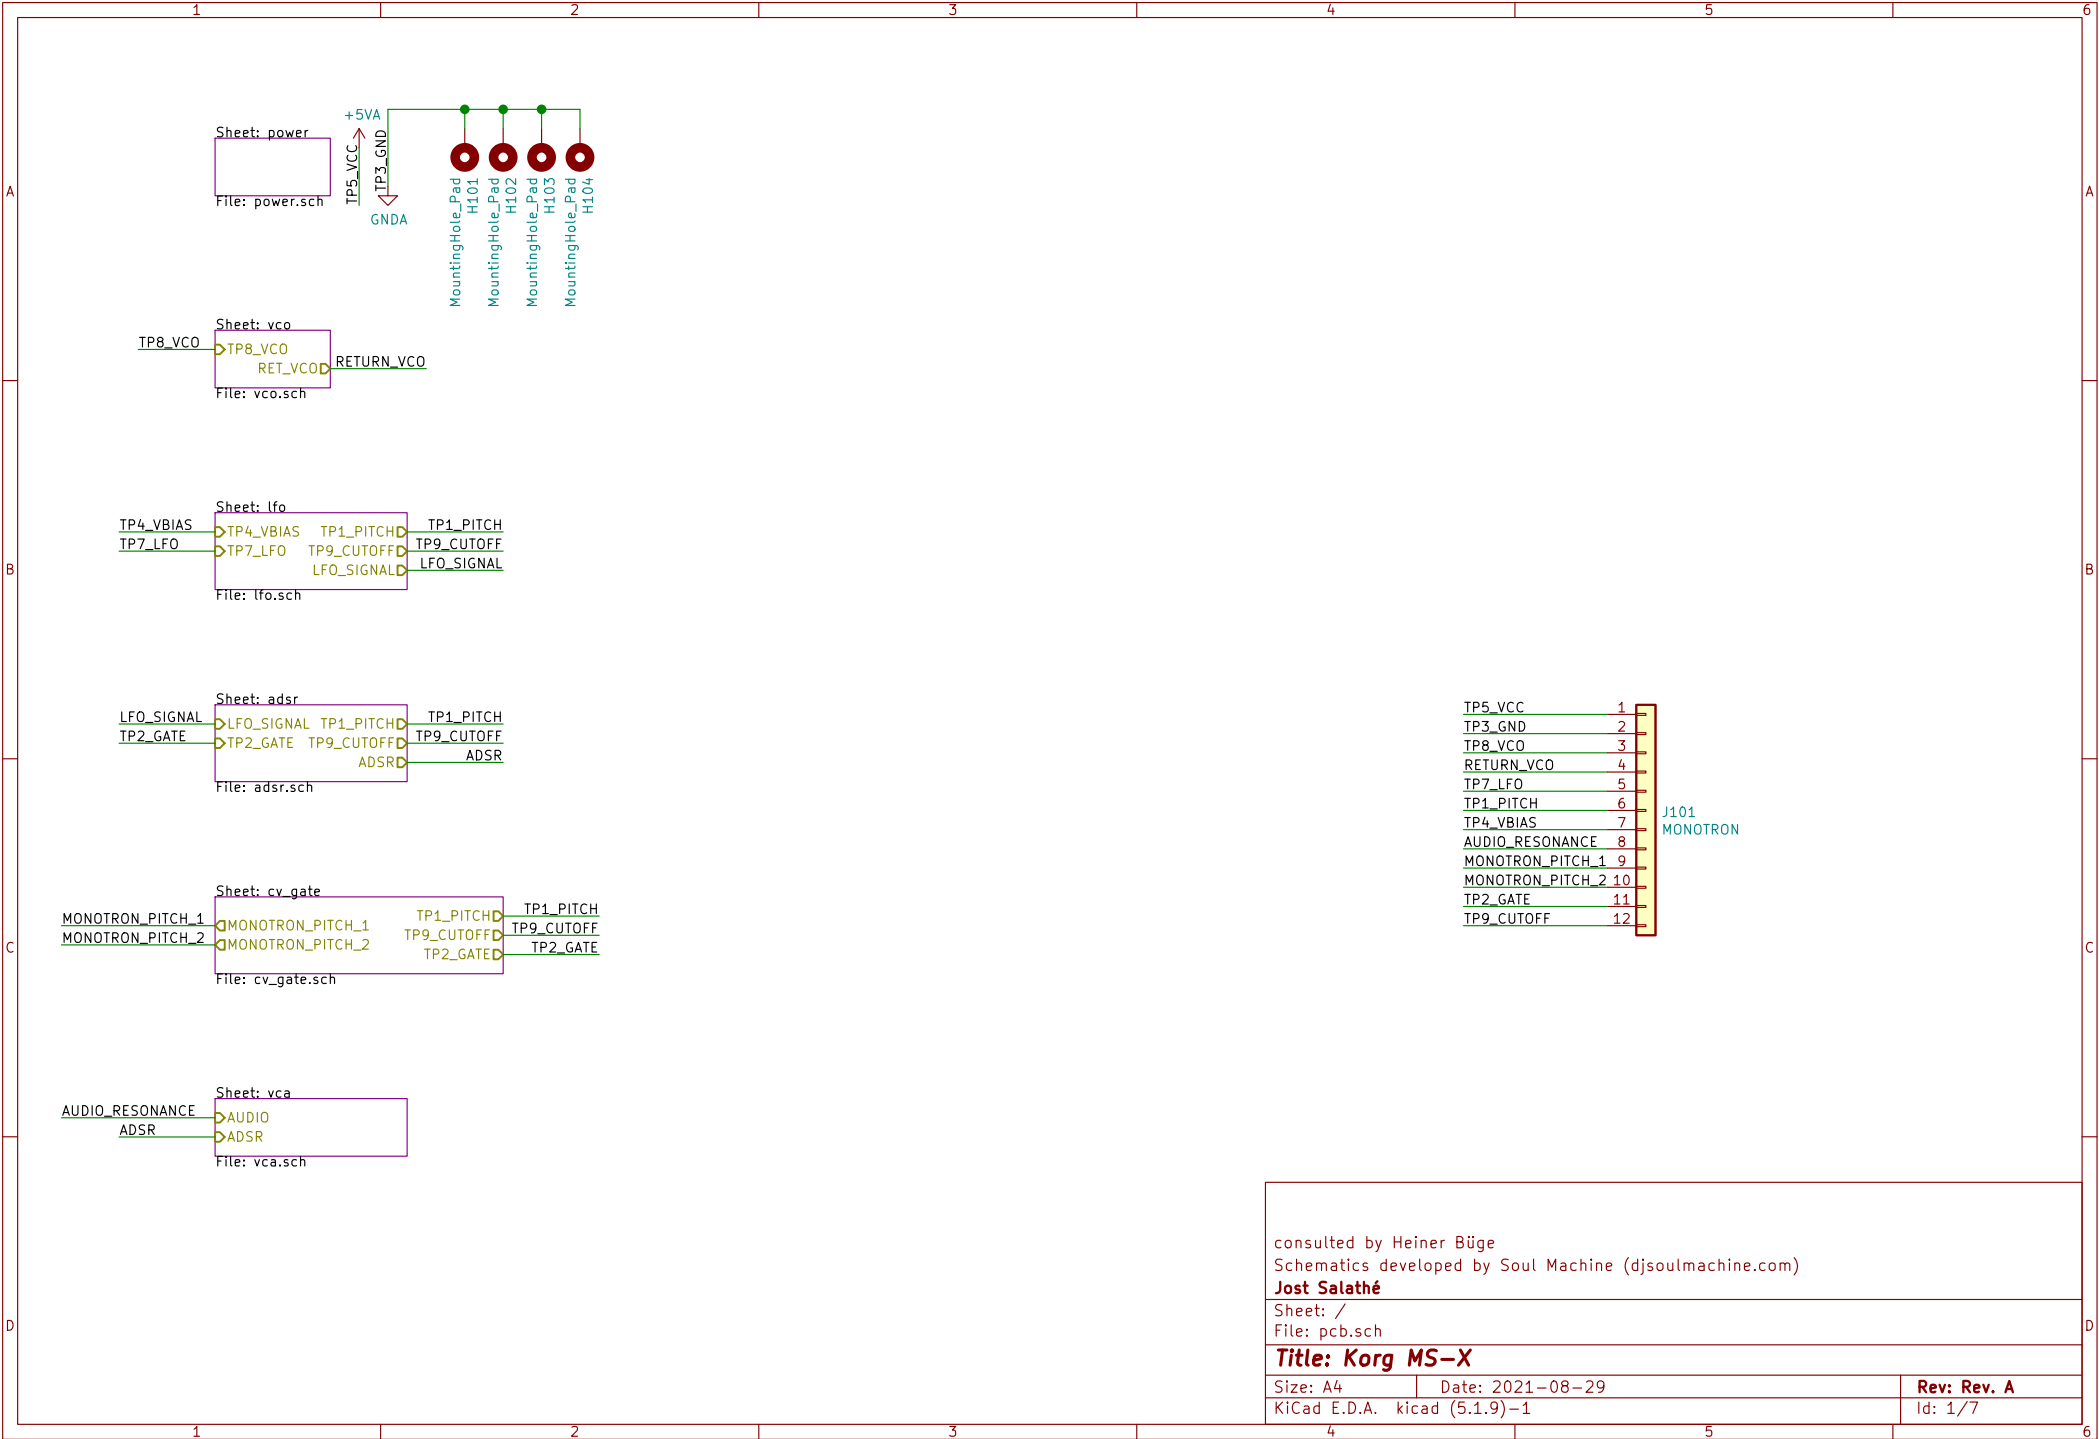 1 2 3 4 5 6
A
B
C
D
Sheet: power
File: power.sch
+5VA
TP5_VCC
TP3_GND
GNDA
MountingHole_Pad
H101
MountingHole_Pad
H102
MountingHole_Pad
H103
MountingHole_Pad
H104
Sheet: vco
TP8_VCO
TP8_VCO
RET_VCO
RETURN_VCO
File: vco.sch
Sheet: lfo
TP4_VBIAS
TP7_LFO
TP4_VBIAS
TP7_LFO
TP1_PITCH
TP9_CUTOFF
LFO_SIGNAL
TP1_PITCH
TP9_CUTOFF
LFO_SIGNAL
File: lfo.sch
Sheet: adsr
LFO_SIGNAL
TP2_GATE
LFO_SIGNAL
TP2_GATE
TP1_PITCH
TP9_CUTOFF
ADSR
TP1_PITCH
TP9_CUTOFF
ADSR
File: adsr.sch
Sheet: cv_gate
MONOTRON_PITCH_1
MONOTRON_PITCH_2
MONOTRON_PITCH_1
MONOTRON_PITCH_2
TP1_PITCH
TP9_CUTOFF
TP2_GATE
TP1_PITCH
TP9_CUTOFF
TP2_GATE
File: cv_gate.sch
Sheet: vca
AUDIO_RESONANCE
ADSR
AUDIO
ADSR
File: vca.sch
TP5_VCC 1
TP3_GND 2
TP8_VCO 3
RETURN_VCO 4
TP7_LFO 5
TP1_PITCH 6
TP4_VBIAS 7
AUDIO_RESONANCE 8
MONOTRON_PITCH_1 9
MONOTRON_PITCH_2 10
TP2_GATE 11
TP9_CUTOFF 12
J101
MONOTRON
consulted by Heiner Büge
Schematics developed by Soul Machine (djsoulmachine.com)
Jost Salathé
Sheet: /
File: pcb.sch
Title: Korg MS-X
Size: A4 Date: 2021-08-29 Rev: Rev. A
KiCad E.D.A. kicad (5.1.9)-1 Id: 1/7
A
B
C
D
1 2 3 4 5 6